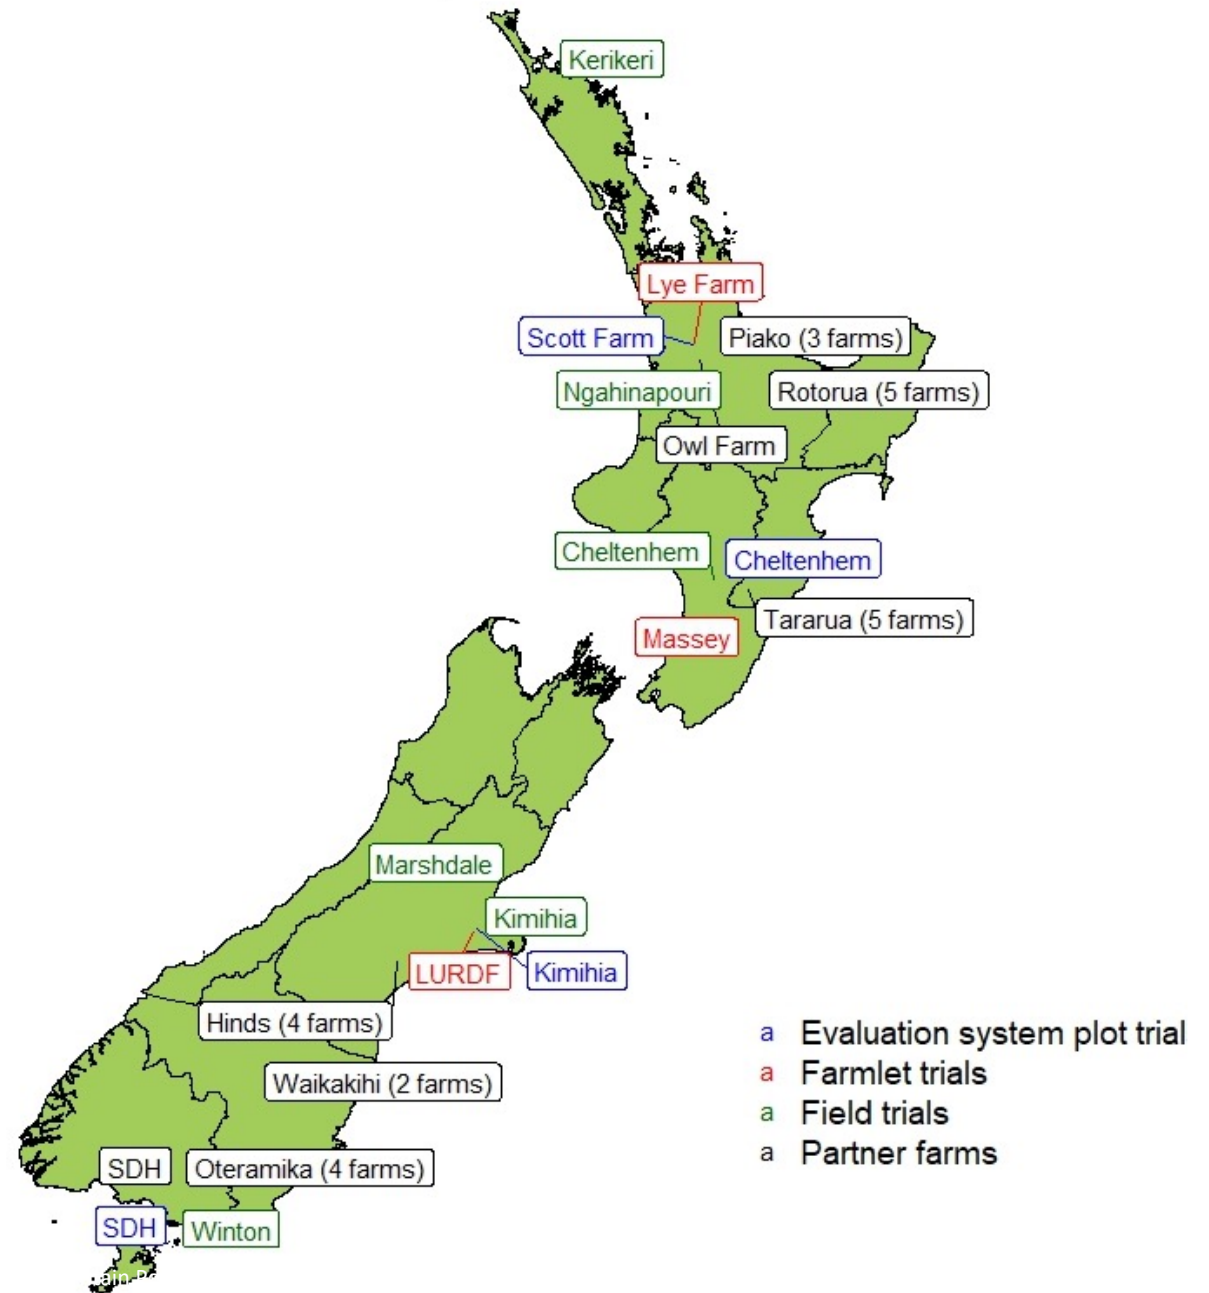 Kerikeri
Lye Farm
Scott Farm
Piako (3 farms)
Ngahinapouri
Rotorua (5 farms)
Owl Farm
Cheltenhem
Cheltenhem
Tararua (5 farms)
Massey
Marshdale
Kimihia
LURDF
Kimihia
Hinds (4 farms)
Waikakihi (2 farms)
SDH
Oteramika (4 farms)
SDH
Winton
a Evaluation system plot trial
a Farmlet trials
a Field trials
a Partner farms